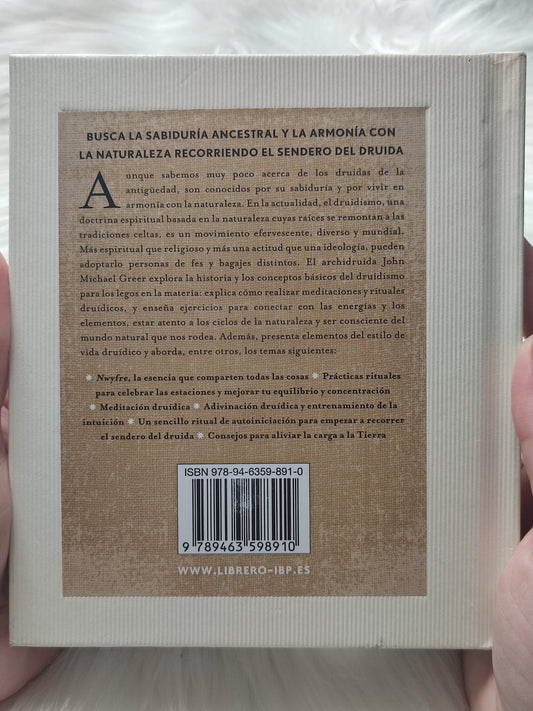 BUSCA LA SABIDURÍA ANCESTRAL Y LA ARMONÍA CON
LA NATURALEZA RECORRIENDO EL SENDERO DEL DRUIDA
Aunque sabemos muy poco acerca de los druidas de la
antigüedad, son conocidos por su sabiduría y por vivir en
armonía con la naturaleza. En la actualidad, el druidismo, una
doctrina espiritual basada en la naturaleza cuyas raíces se remontan a las
tradiciones celtas, es un movimiento efervescente, diverso y mundial.
Más espiritual que religioso y más una actitud que una ideología, pueden
adoptarlo personas de fes y bagajes distintos. El archidruida John
Michael Greer explora la historia y los conceptos básicos del druidismo
para los legos en la materia: explica cómo realizar meditaciones y rituales
druídicos, y enseña ejercicios para conectar con las energías y los
elementos, estar atento a los ciclos de la naturaleza y ser consciente del
mundo natural que nos rodea. Además, presenta elementos del estilo de
vida druídico y aborda, entre otros, los temas siguientes:
* Nwyfre, la esencia que comparten todas las cosas * Prácticas rituales
para celebrar las estaciones y mejorar tu equilibrio y concentración
* Meditación druídica * Adivinación druídica y entrenamiento de la
intuición * Un sencillo ritual de autoiniciación para empezar a recorrer
el sendero del druida * Consejos para aliviar la carga a la Tierra
ISBN 978-94-6359-891-0
9 789463 598910
WWW.LIBRERO-IBP.ES